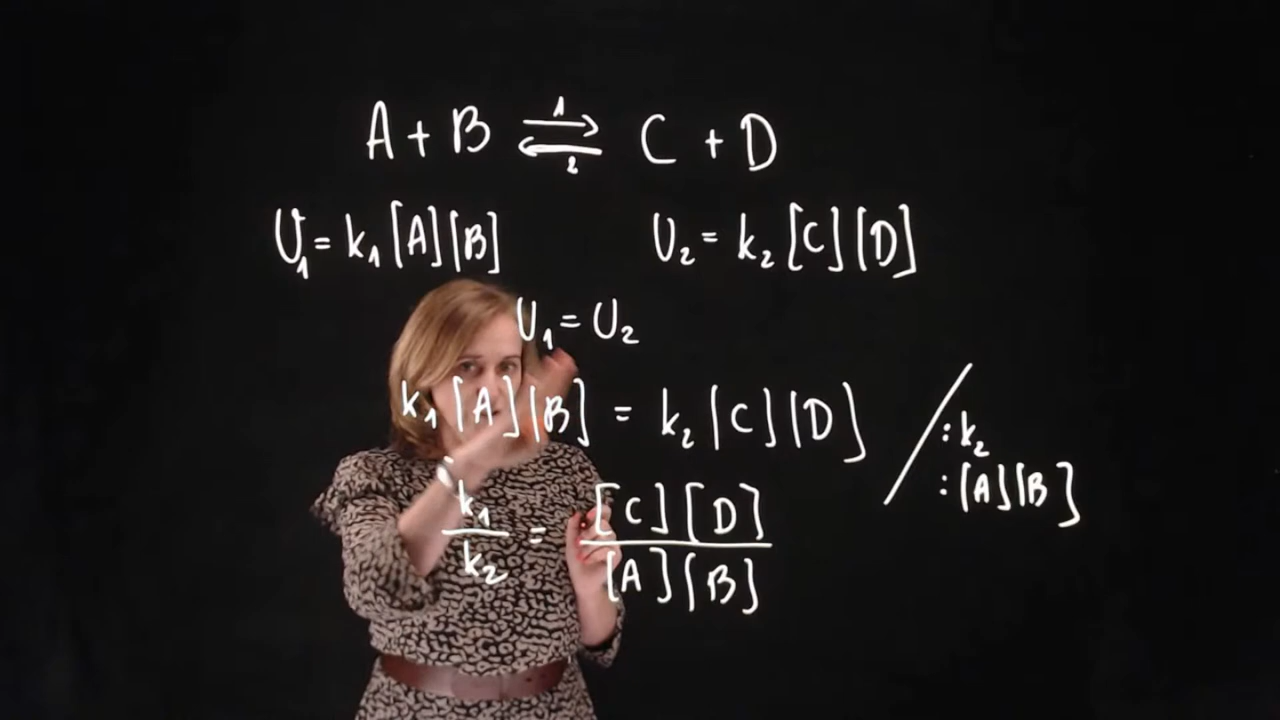 A + B ⇌ C + D
1
2
U₁ = k₁ [A] [B]
U₂ = k₂ [C] [D]
U₁ = U₂
k₁ [A] [B] = k₂ [C] [D] / : k₂
: [A] [B]
k₁/k₂ = [C] [D] / [A] [B]